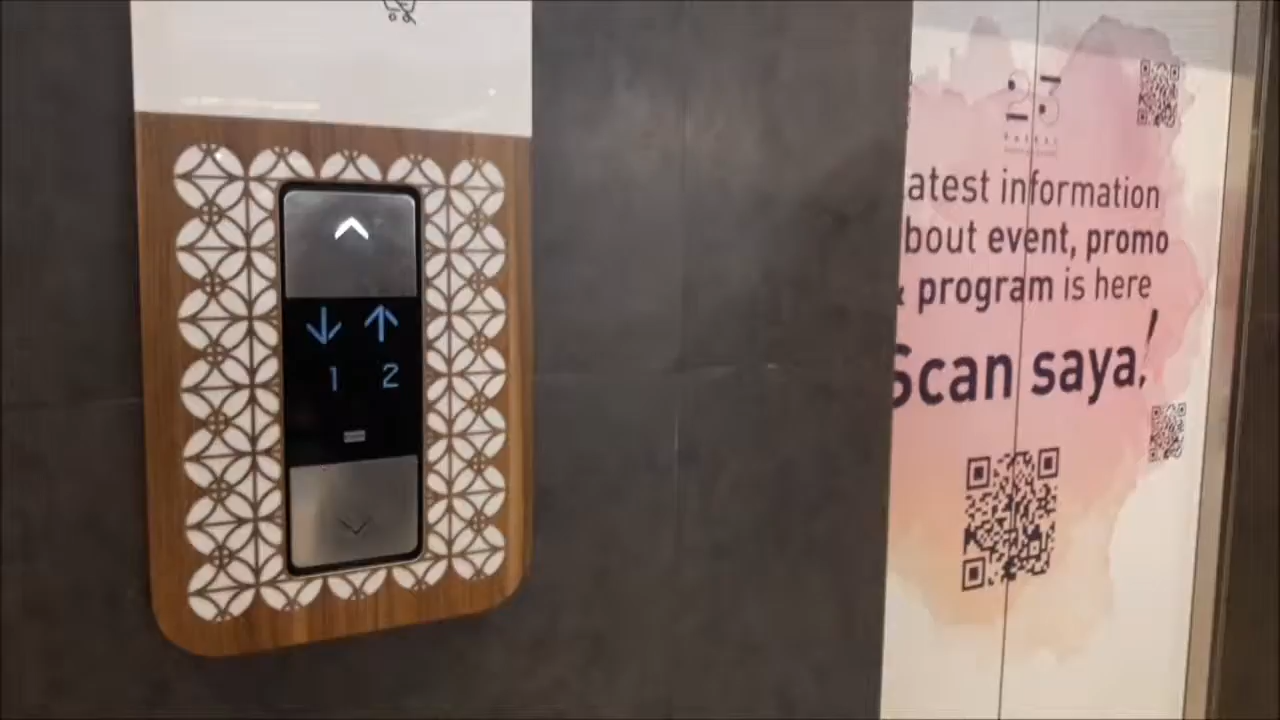 1 2
23
atest information
bout event, promo
& program is here
Scan saya!